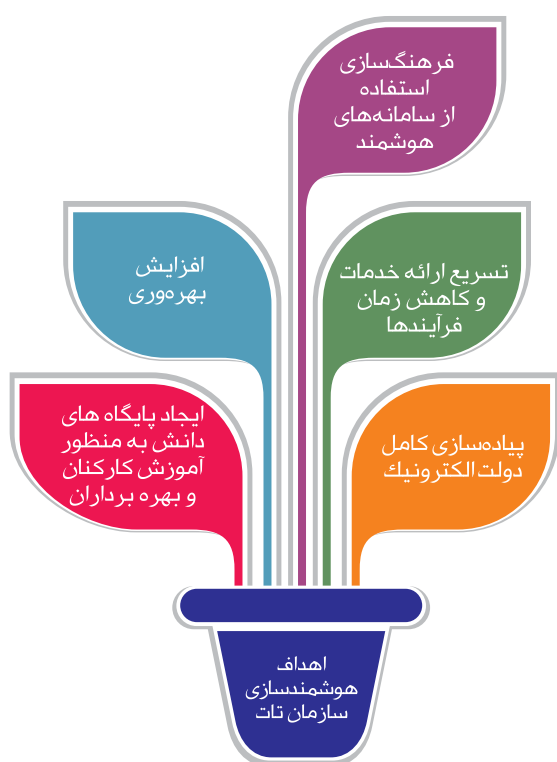 فرهنگ‌سازی
استفاده
از سامانه‌های
هوشمند
تسریع ارائه خدمات
و کاهش زمان
فرآیندها
افزایش
بهره‌وری
پیاده‌سازی کامل
دولت الکترونیك
ایجاد پایگاه های
دانش به منظور
آموزش کارکنان
و بهره برداران
اهداف
هوشمندسازی
سازمان تات